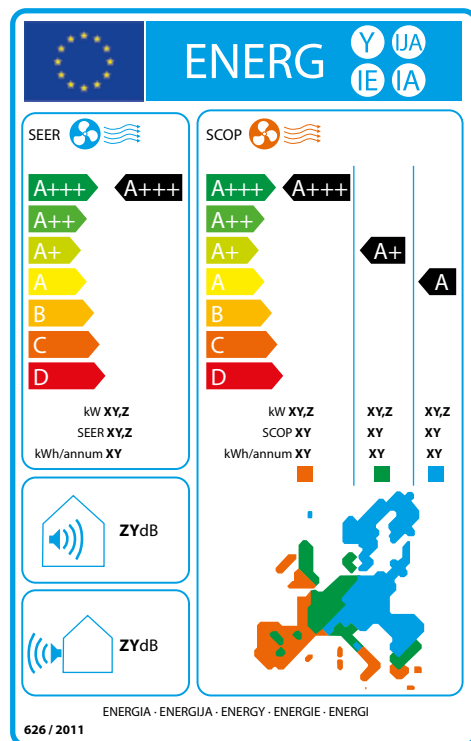 ENERG Y IJA
IE IA
SEER
A+++ A+++
A++
A+
A
B
C
D
kW XY,Z
SEER XY,Z
kWh/annum XY
SCOP
A+++ A+++
A++
A+ A+
A A
B
C
D
kW XY,Z XY,Z XY,Z
SCOP XY XY XY
kWh/annum XY XY XY
ZYdB
ZYdB
ENERGIA · ENERGIJA · ENERGY · ENERGIE · ENERGI
626 / 2011